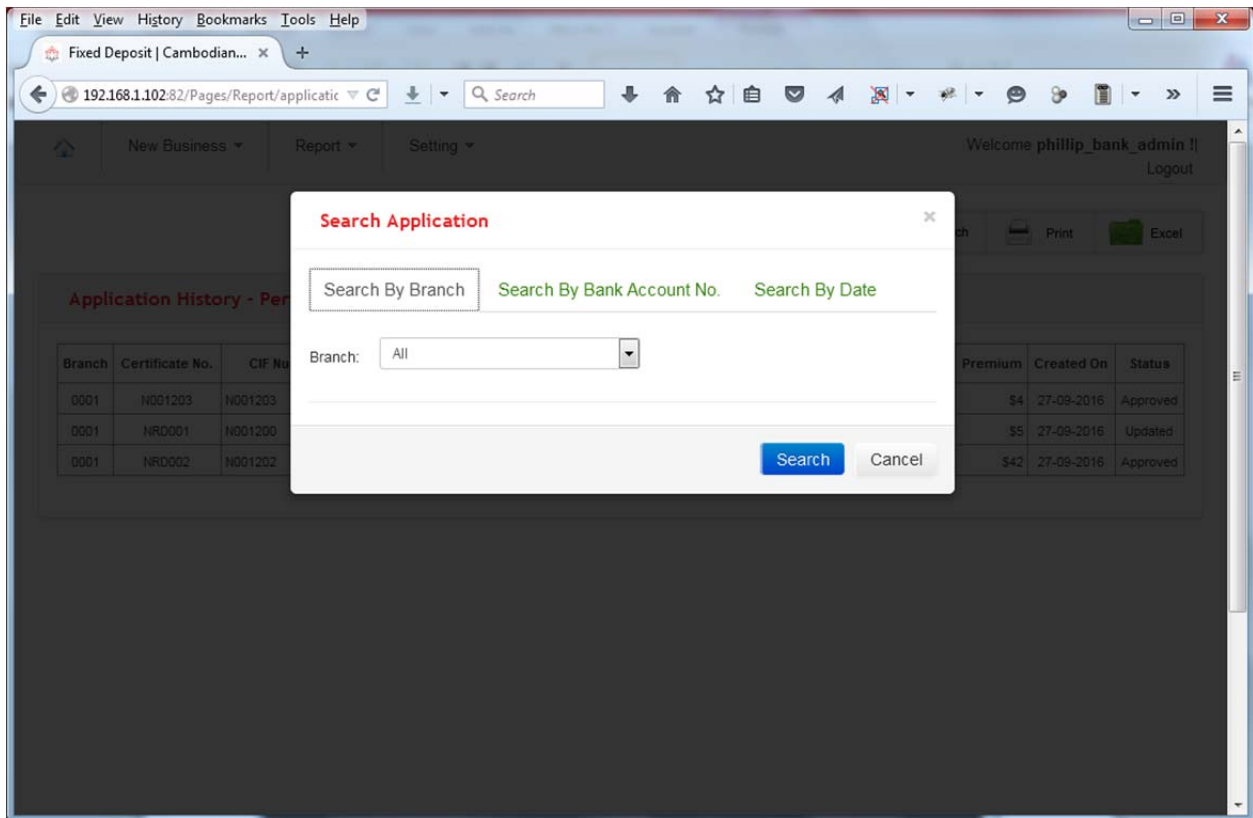 File Edit View History Bookmarks Tools Help
Fixed Deposit | Cambodian...
192.168.1.102:82/Pages/Report/applicatic
Search
New Business Report Setting Welcome phillip_bank_admin !|
Logout
Search Application
ch Print Excel
Search By Branch Search By Bank Account No. Search By Date
Application History - Per
Branch: All
Branch Certificate No. CIF Nu Premium Created On Status
0001 N001203 N001203 $4 27-09-2016 Approved
0001 NRD001 N001200 $5 27-09-2016 Updated
0001 NRD002 N001202 $42 27-09-2016 Approved
Search Cancel